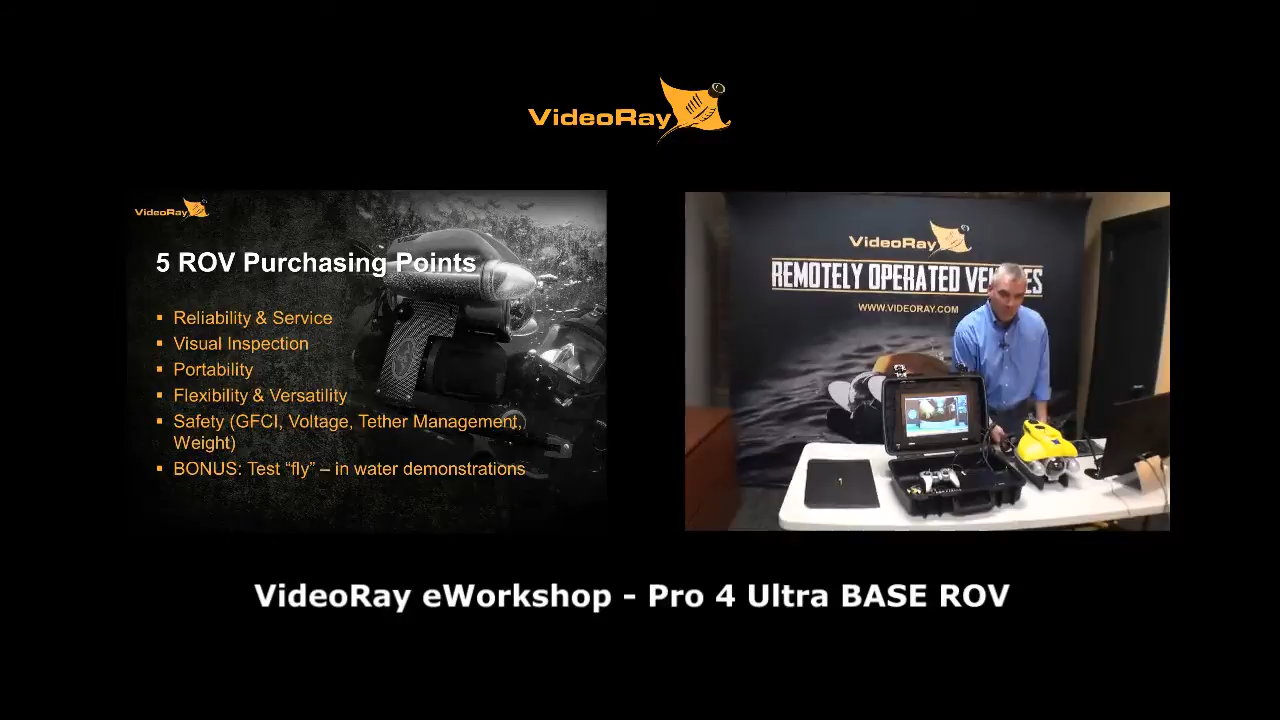 VideoRay
VideoRay
5 ROV Purchasing Points
▪ Reliability & Service
▪ Visual Inspection
▪ Portability
▪ Flexibility & Versatility
▪ Safety (GFCI, Voltage, Tether Management,
Weight)
▪ BONUS: Test “fly” – in water demonstrations
VideoRay
REMOTELY OPERATED
WWW.VIDEORAY.COM
VideoRay eWorkshop - Pro 4 Ultra BASE ROV